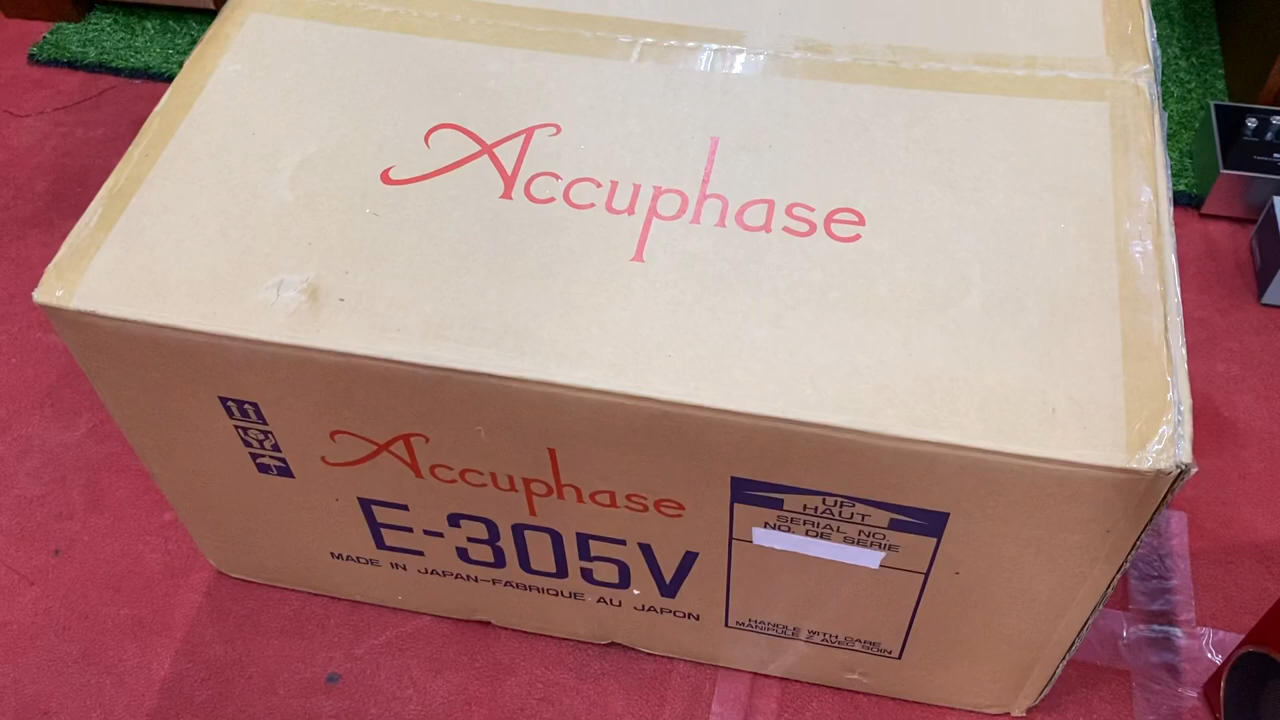 Accuphase
Accuphase
E-305V
MADE IN JAPAN-FABRIQUE AU JAPON
UP
HAUT
SERIAL NO.
NO. DE SERIE
HANDLE WITH CARE
MANIPULE Z AVEC SOIN